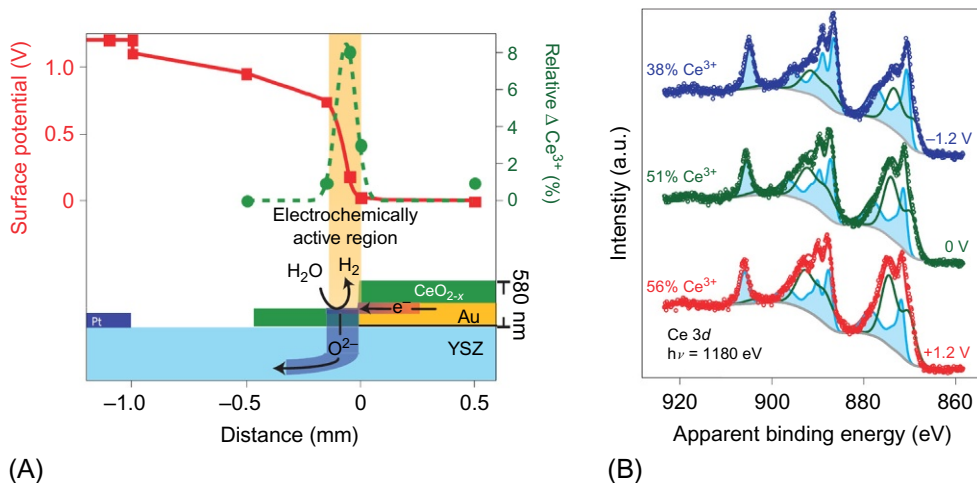 Surface potential (V)
1.0
0.5
0
8
6
4
2
0
Relative Δ Ce³⁺ (%)
Electrochemically
active region
H₂O
H₂
CeO₂₋ₓ
e⁻
Au
Pt
O²⁻
YSZ
580 nm
–1.0
–0.5
0
0.5
Distance (mm)
(A)
Intenstiy (a.u.)
38% Ce³⁺
–1.2 V
51% Ce³⁺
0 V
56% Ce³⁺
+1.2 V
Ce 3d
hν = 1180 eV
920
900
880
860
Apparent binding energy (eV)
(B)